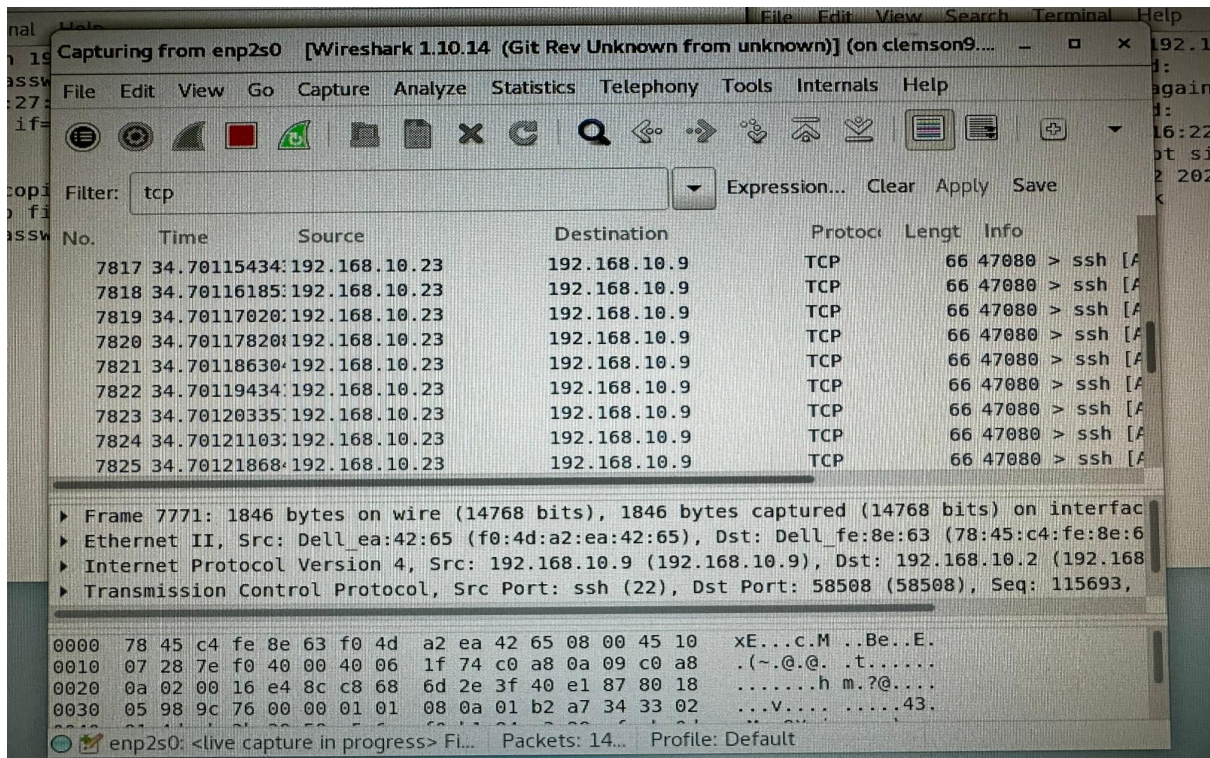 nal Help
File Edit View Search Terminal Help
Capturing from enp2s0 [Wireshark 1.10.14 (Git Rev Unknown from unknown)] (on clemson9....
File Edit View Go Capture Analyze Statistics Telephony Tools Internals Help
Filter: tcp Expression... Clear Apply Save
No. Time Source Destination Protoc Lengt Info
7817 34.70115434 192.168.10.23 192.168.10.9 TCP 66 47080 > ssh [A
7818 34.70116185 192.168.10.23 192.168.10.9 TCP 66 47080 > ssh [A
7819 34.70117020 192.168.10.23 192.168.10.9 TCP 66 47080 > ssh [A
7820 34.70117820 192.168.10.23 192.168.10.9 TCP 66 47080 > ssh [A
7821 34.70118630 192.168.10.23 192.168.10.9 TCP 66 47080 > ssh [A
7822 34.70119434 192.168.10.23 192.168.10.9 TCP 66 47080 > ssh [A
7823 34.70120335 192.168.10.23 192.168.10.9 TCP 66 47080 > ssh [A
7824 34.70121103 192.168.10.23 192.168.10.9 TCP 66 47080 > ssh [A
7825 34.70121868 192.168.10.23 192.168.10.9 TCP 66 47080 > ssh [A
Frame 7771: 1846 bytes on wire (14768 bits), 1846 bytes captured (14768 bits) on interfac
Ethernet II, Src: Dell_ea:42:65 (f0:4d:a2:ea:42:65), Dst: Dell_fe:8e:63 (78:45:c4:fe:8e:6
Internet Protocol Version 4, Src: 192.168.10.9 (192.168.10.9), Dst: 192.168.10.2 (192.168
Transmission Control Protocol, Src Port: ssh (22), Dst Port: 58508 (58508), Seq: 115693,
0000 78 45 c4 fe 8e 63 f0 4d a2 ea 42 65 08 00 45 10 xE...c.M ..Be..E.
0010 07 28 7e f0 40 00 40 06 1f 74 c0 a8 0a 09 c0 a8 .(~.@.@. .t......
0020 0a 02 00 16 e4 8c c8 68 6d 2e 3f 40 e1 87 80 18 .......h m.?@....
0030 05 98 9c 76 00 00 01 01 08 0a 01 b2 a7 34 33 02 ...v.... .....43.
enp2s0: <live capture in progress> Fi... Packets: 14... Profile: Default